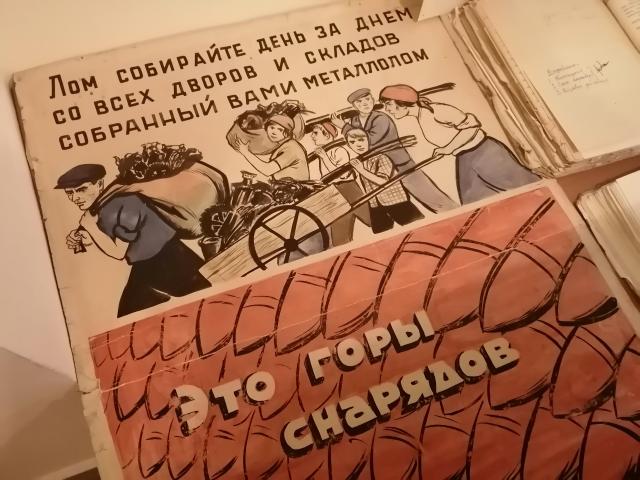 Лом собирайте день за днем
со всех дворов и складов
собранный вами металлолом
Это горы
снарядов